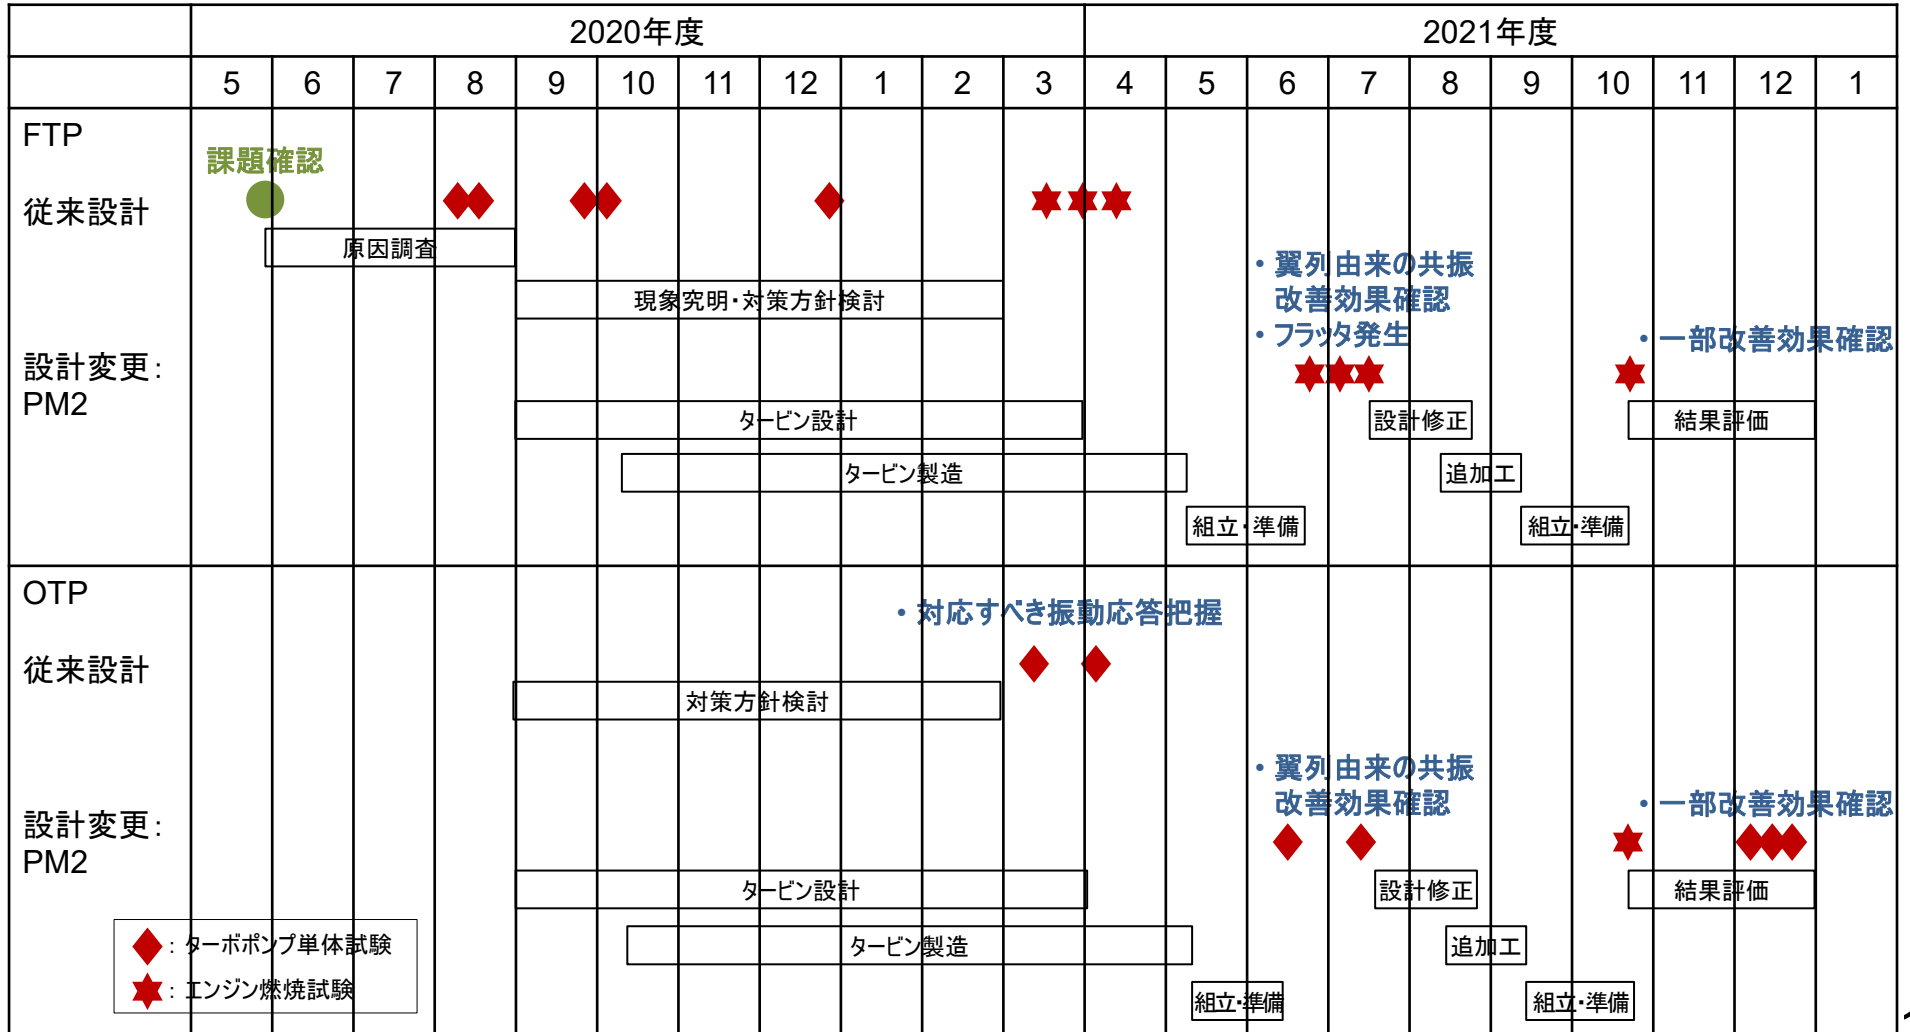 2020年度 2021年度
5 6 7 8 9 10 11 12 1 2 3 4 5 6 7 8 9 10 11 12 1
FTP
課題確認
従来設計
原因調査
現象究明・対策方針検討
・翼列由来の共振
改善効果確認
・フラッタ発生
・一部改善効果確認
設計変更：
PM2
タービン設計
設計修正
結果評価
タービン製造
追加工
組立・準備
組立・準備
OTP
・対応すべき振動応答把握
従来設計
対策方針検討
・翼列由来の共振
改善効果確認
・一部改善効果確認
設計変更：
PM2
タービン設計
設計修正
結果評価
タービン製造
追加工
組立・準備
組立・準備
：ターボポンプ単体試験
：エンジン燃焼試験